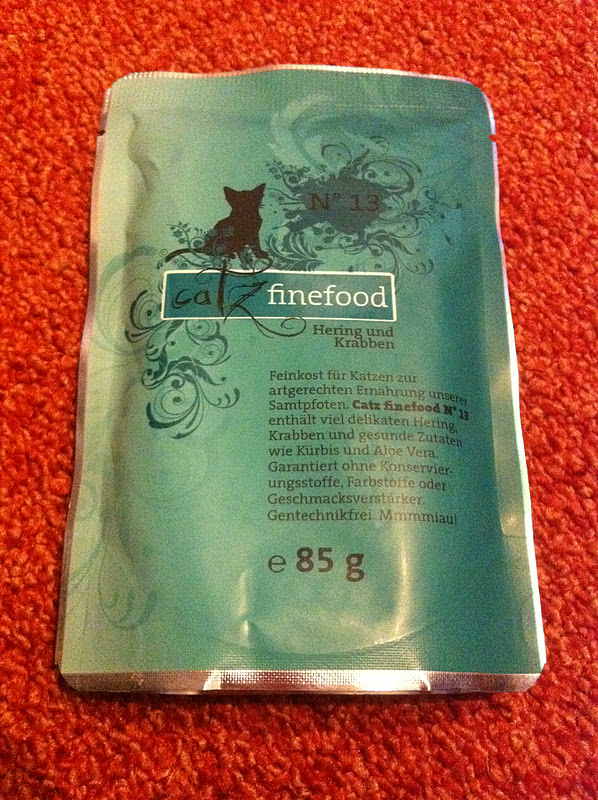 N° 13
catz finefood
Hering und
Krabben
Feinkost für Katzen zur
artgerechten Ernährung unserer
Samtpfoten. Catz finefood N° 13
enthält viel delikaten Hering,
Krabben und gesunde Zutaten
wie Kürbis und Aloe Vera.
Garantiert ohne Konservier-
ungsstoffe, Farbstoffe oder
Geschmacksverstärker.
Gentechnikfrei. Mmmmiau!
e 85 g